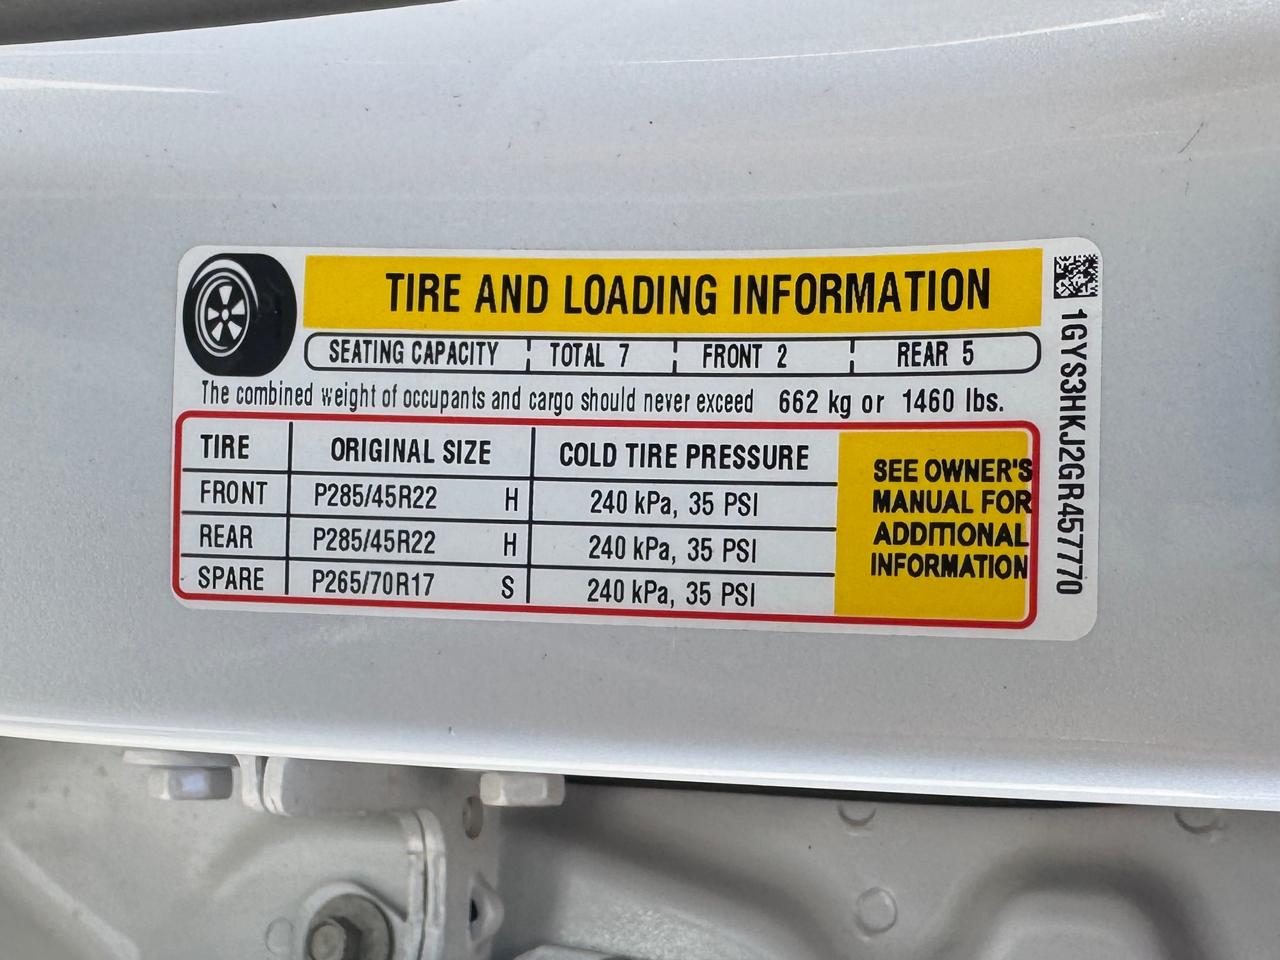 TIRE AND LOADING INFORMATION
SEATING CAPACITY TOTAL 7 FRONT 2 REAR 5
The combined weight of occupants and cargo should never exceed 662 kg or 1460 lbs.
TIRE ORIGINAL SIZE COLD TIRE PRESSURE
FRONT P285/45R22 H 240 kPa, 35 PSI
REAR P285/45R22 H 240 kPa, 35 PSI
SPARE P265/70R17 S 240 kPa, 35 PSI
SEE OWNER'S
MANUAL FOR
ADDITIONAL
INFORMATION
1GYS3HKJ2GR457770